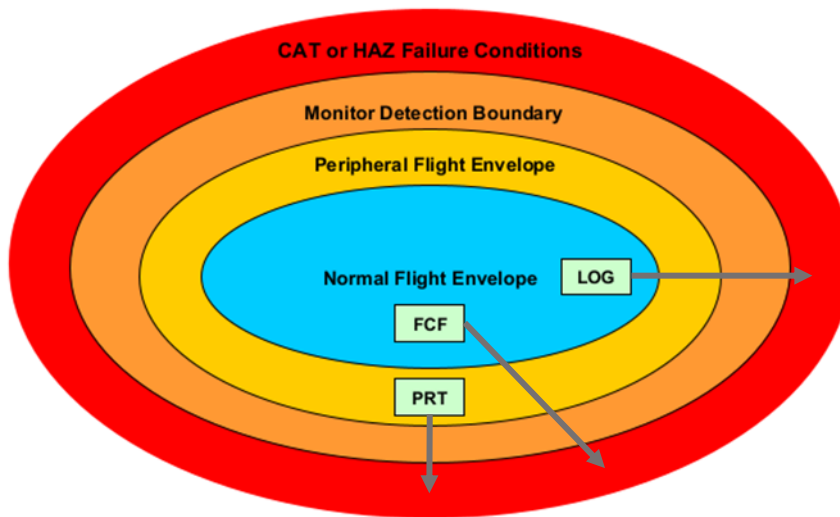 CAT or HAZ Failure Conditions
Monitor Detection Boundary
Peripheral Flight Envelope
Normal Flight Envelope
LOG
FCF
PRT